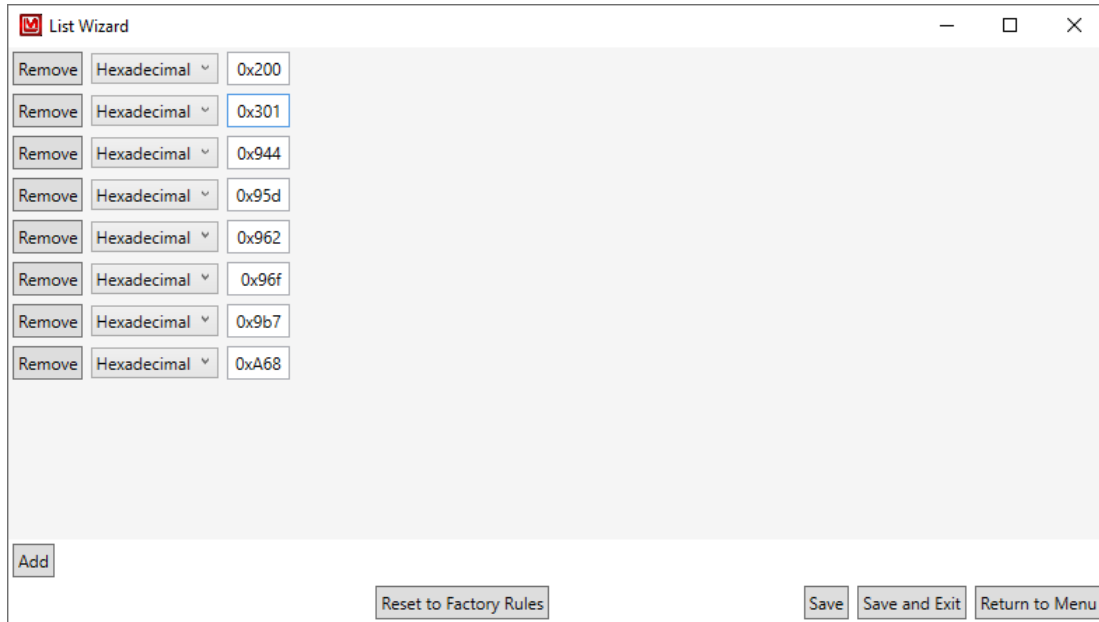 List Wizard
Remove Hexadecimal 0x200
Remove Hexadecimal 0x301
Remove Hexadecimal 0x944
Remove Hexadecimal 0x95d
Remove Hexadecimal 0x962
Remove Hexadecimal 0x96f
Remove Hexadecimal 0x9b7
Remove Hexadecimal 0xA68
Add
Reset to Factory Rules Save Save and Exit Return to Menu